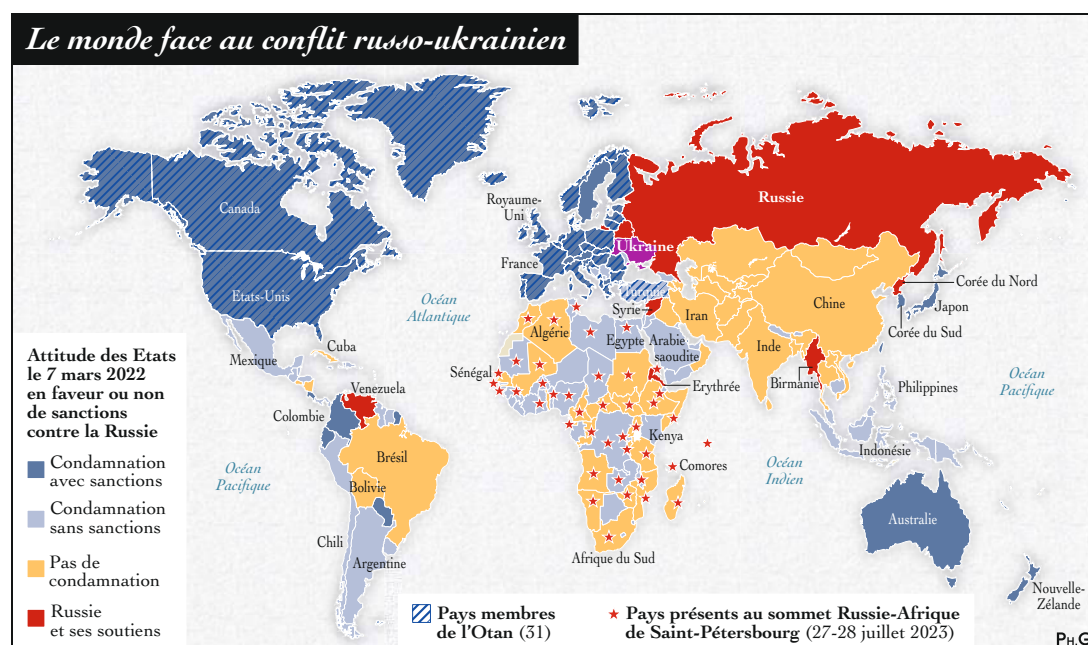 Le monde face au conflit russo-ukrainien
Canada
Etats-Unis
Mexique
Cuba
Venezuela
Colombie
Brésil
Bolivie
Chili
Argentine
Océan
Atlantique
Océan
Pacifique
Royaume-
Uni
France
Ukraine
Russie
Turquie
Syrie
Iran
Chine
Inde
Birmanie
Corée du Nord
Japon
Corée du Sud
Philippines
Indonésie
Océan
Pacifique
Océan
Indien
Algérie
Egypte
Arabie
saoudite
Sénégal
Erythrée
Kenya
Comores
Afrique du Sud
Australie
Nouvelle-
Zélande
Attitude des Etats
le 7 mars 2022
en faveur ou non
de sanctions
contre la Russie
Condamnation
avec sanctions
Condamnation
sans sanctions
Pas de
condamnation
Russie
et ses soutiens
Pays membres
de l'Otan (31)
Pays présents au sommet Russie-Afrique
de Saint-Pétersbourg (27-28 juillet 2023)
PH.G